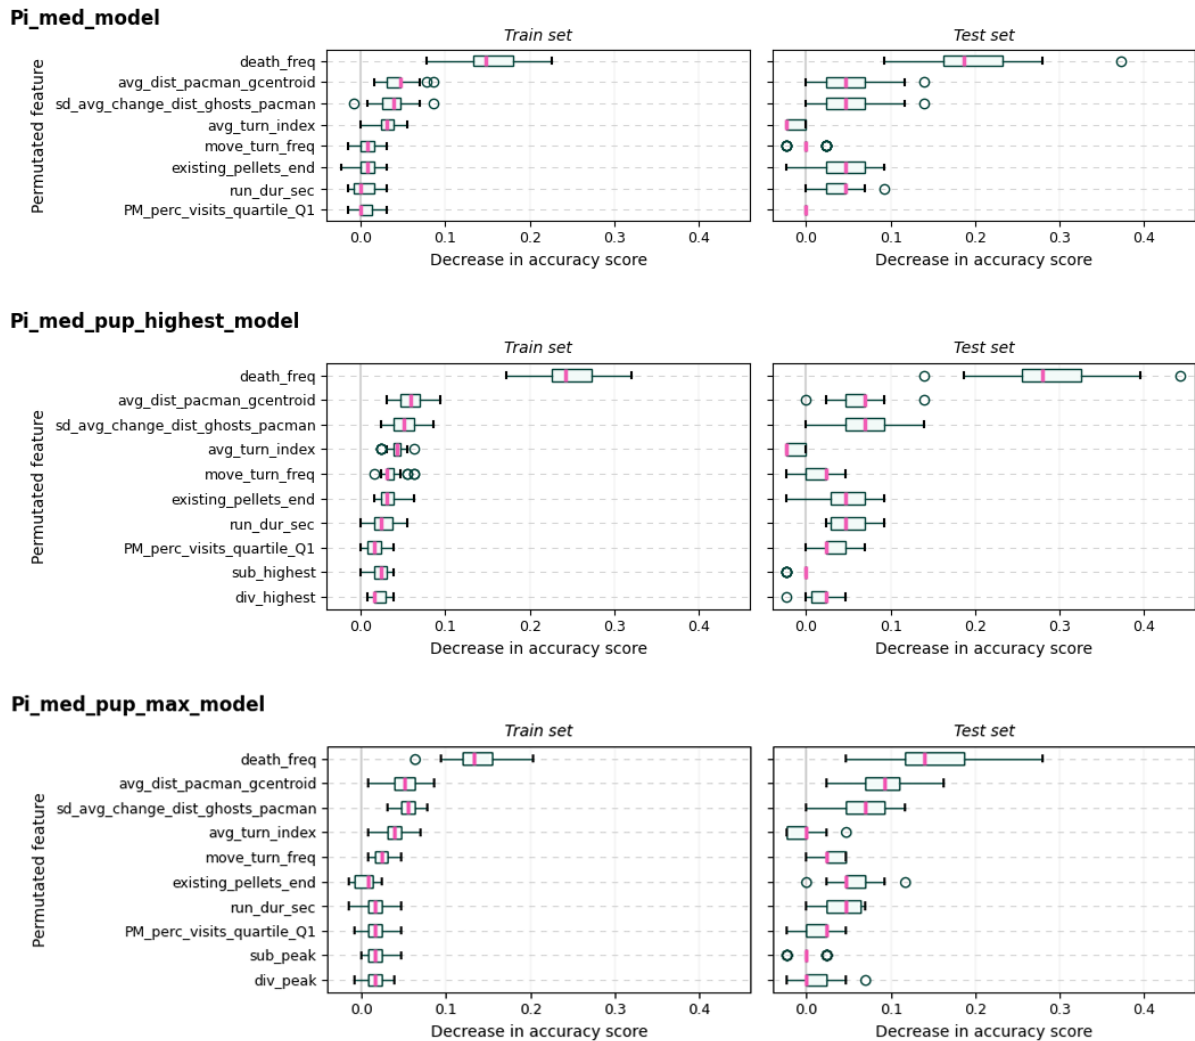 Pi_med_model
Train set
Test set
Permutated feature
death_freq
avg_dist_pacman_gcentroid
sd_avg_change_dist_ghosts_pacman
avg_turn_index
move_turn_freq
existing_pellets_end
run_dur_sec
PM_perc_visits_quartile_Q1
0.0 0.1 0.2 0.3 0.4
0.0 0.1 0.2 0.3 0.4
Decrease in accuracy score
Decrease in accuracy score
Pi_med_pup_highest_model
Train set
Test set
Permutated feature
death_freq
avg_dist_pacman_gcentroid
sd_avg_change_dist_ghosts_pacman
avg_turn_index
move_turn_freq
existing_pellets_end
run_dur_sec
PM_perc_visits_quartile_Q1
sub_highest
div_highest
0.0 0.1 0.2 0.3 0.4
0.0 0.1 0.2 0.3 0.4
Decrease in accuracy score
Decrease in accuracy score
Pi_med_pup_max_model
Train set
Test set
Permutated feature
death_freq
avg_dist_pacman_gcentroid
sd_avg_change_dist_ghosts_pacman
avg_turn_index
move_turn_freq
existing_pellets_end
run_dur_sec
PM_perc_visits_quartile_Q1
sub_peak
div_peak
0.0 0.1 0.2 0.3 0.4
0.0 0.1 0.2 0.3 0.4
Decrease in accuracy score
Decrease in accuracy score